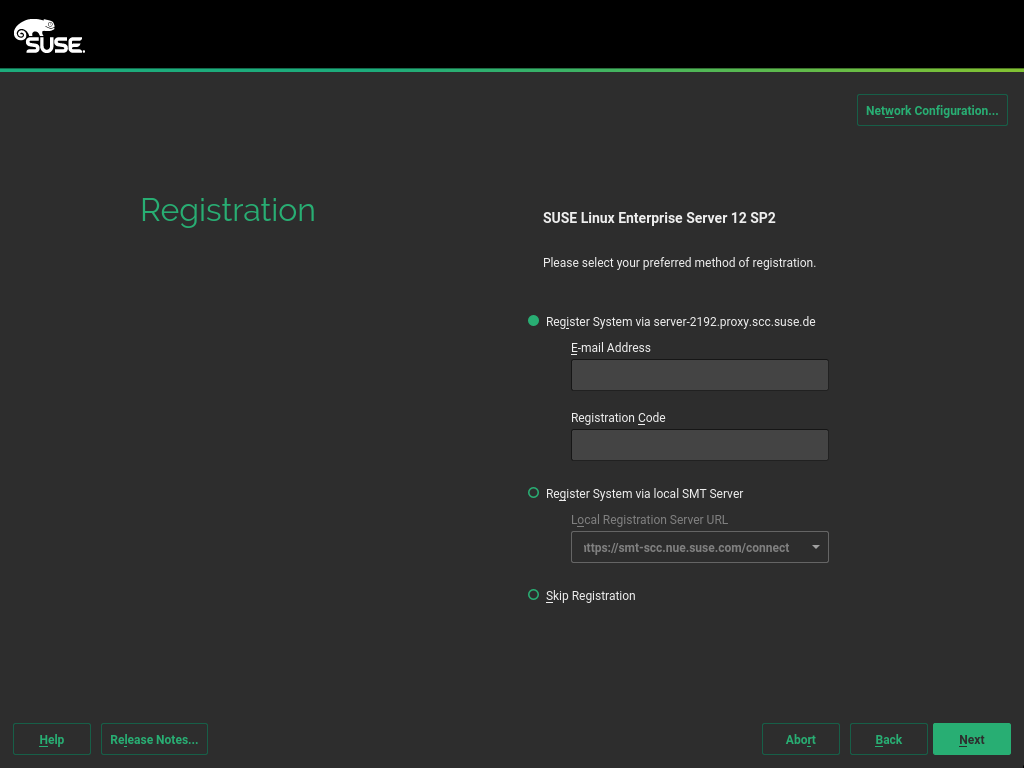 SUSE
Network Configuration...
Registration
SUSE Linux Enterprise Server 12 SP2
Please select your preferred method of registration.
Register System via server-2192.proxy.scc.suse.de
E-mail Address
Registration Code
Register System via local SMT Server
Local Registration Server URL
ttps://smt-scc.nue.suse.com/connect
Skip Registration
Help
Release Notes...
Abort
Back
Next